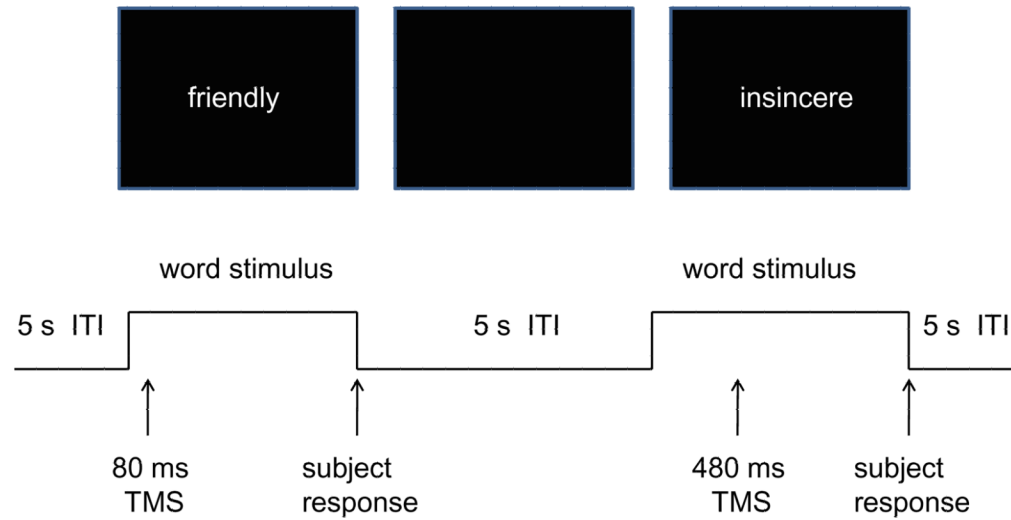 friendly
insincere
word stimulus
word stimulus
5 s ITI
5 s ITI
5 s ITI
80 ms
TMS
subject
response
480 ms
TMS
subject
response